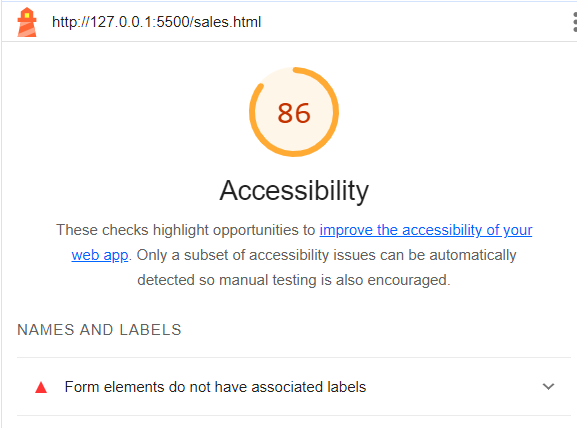 http://127.0.0.1:5500/sales.html
86
Accessibility
These checks highlight opportunities to improve the accessibility of your
web app. Only a subset of accessibility issues can be automatically
detected so manual testing is also encouraged.
NAMES AND LABELS
Form elements do not have associated labels